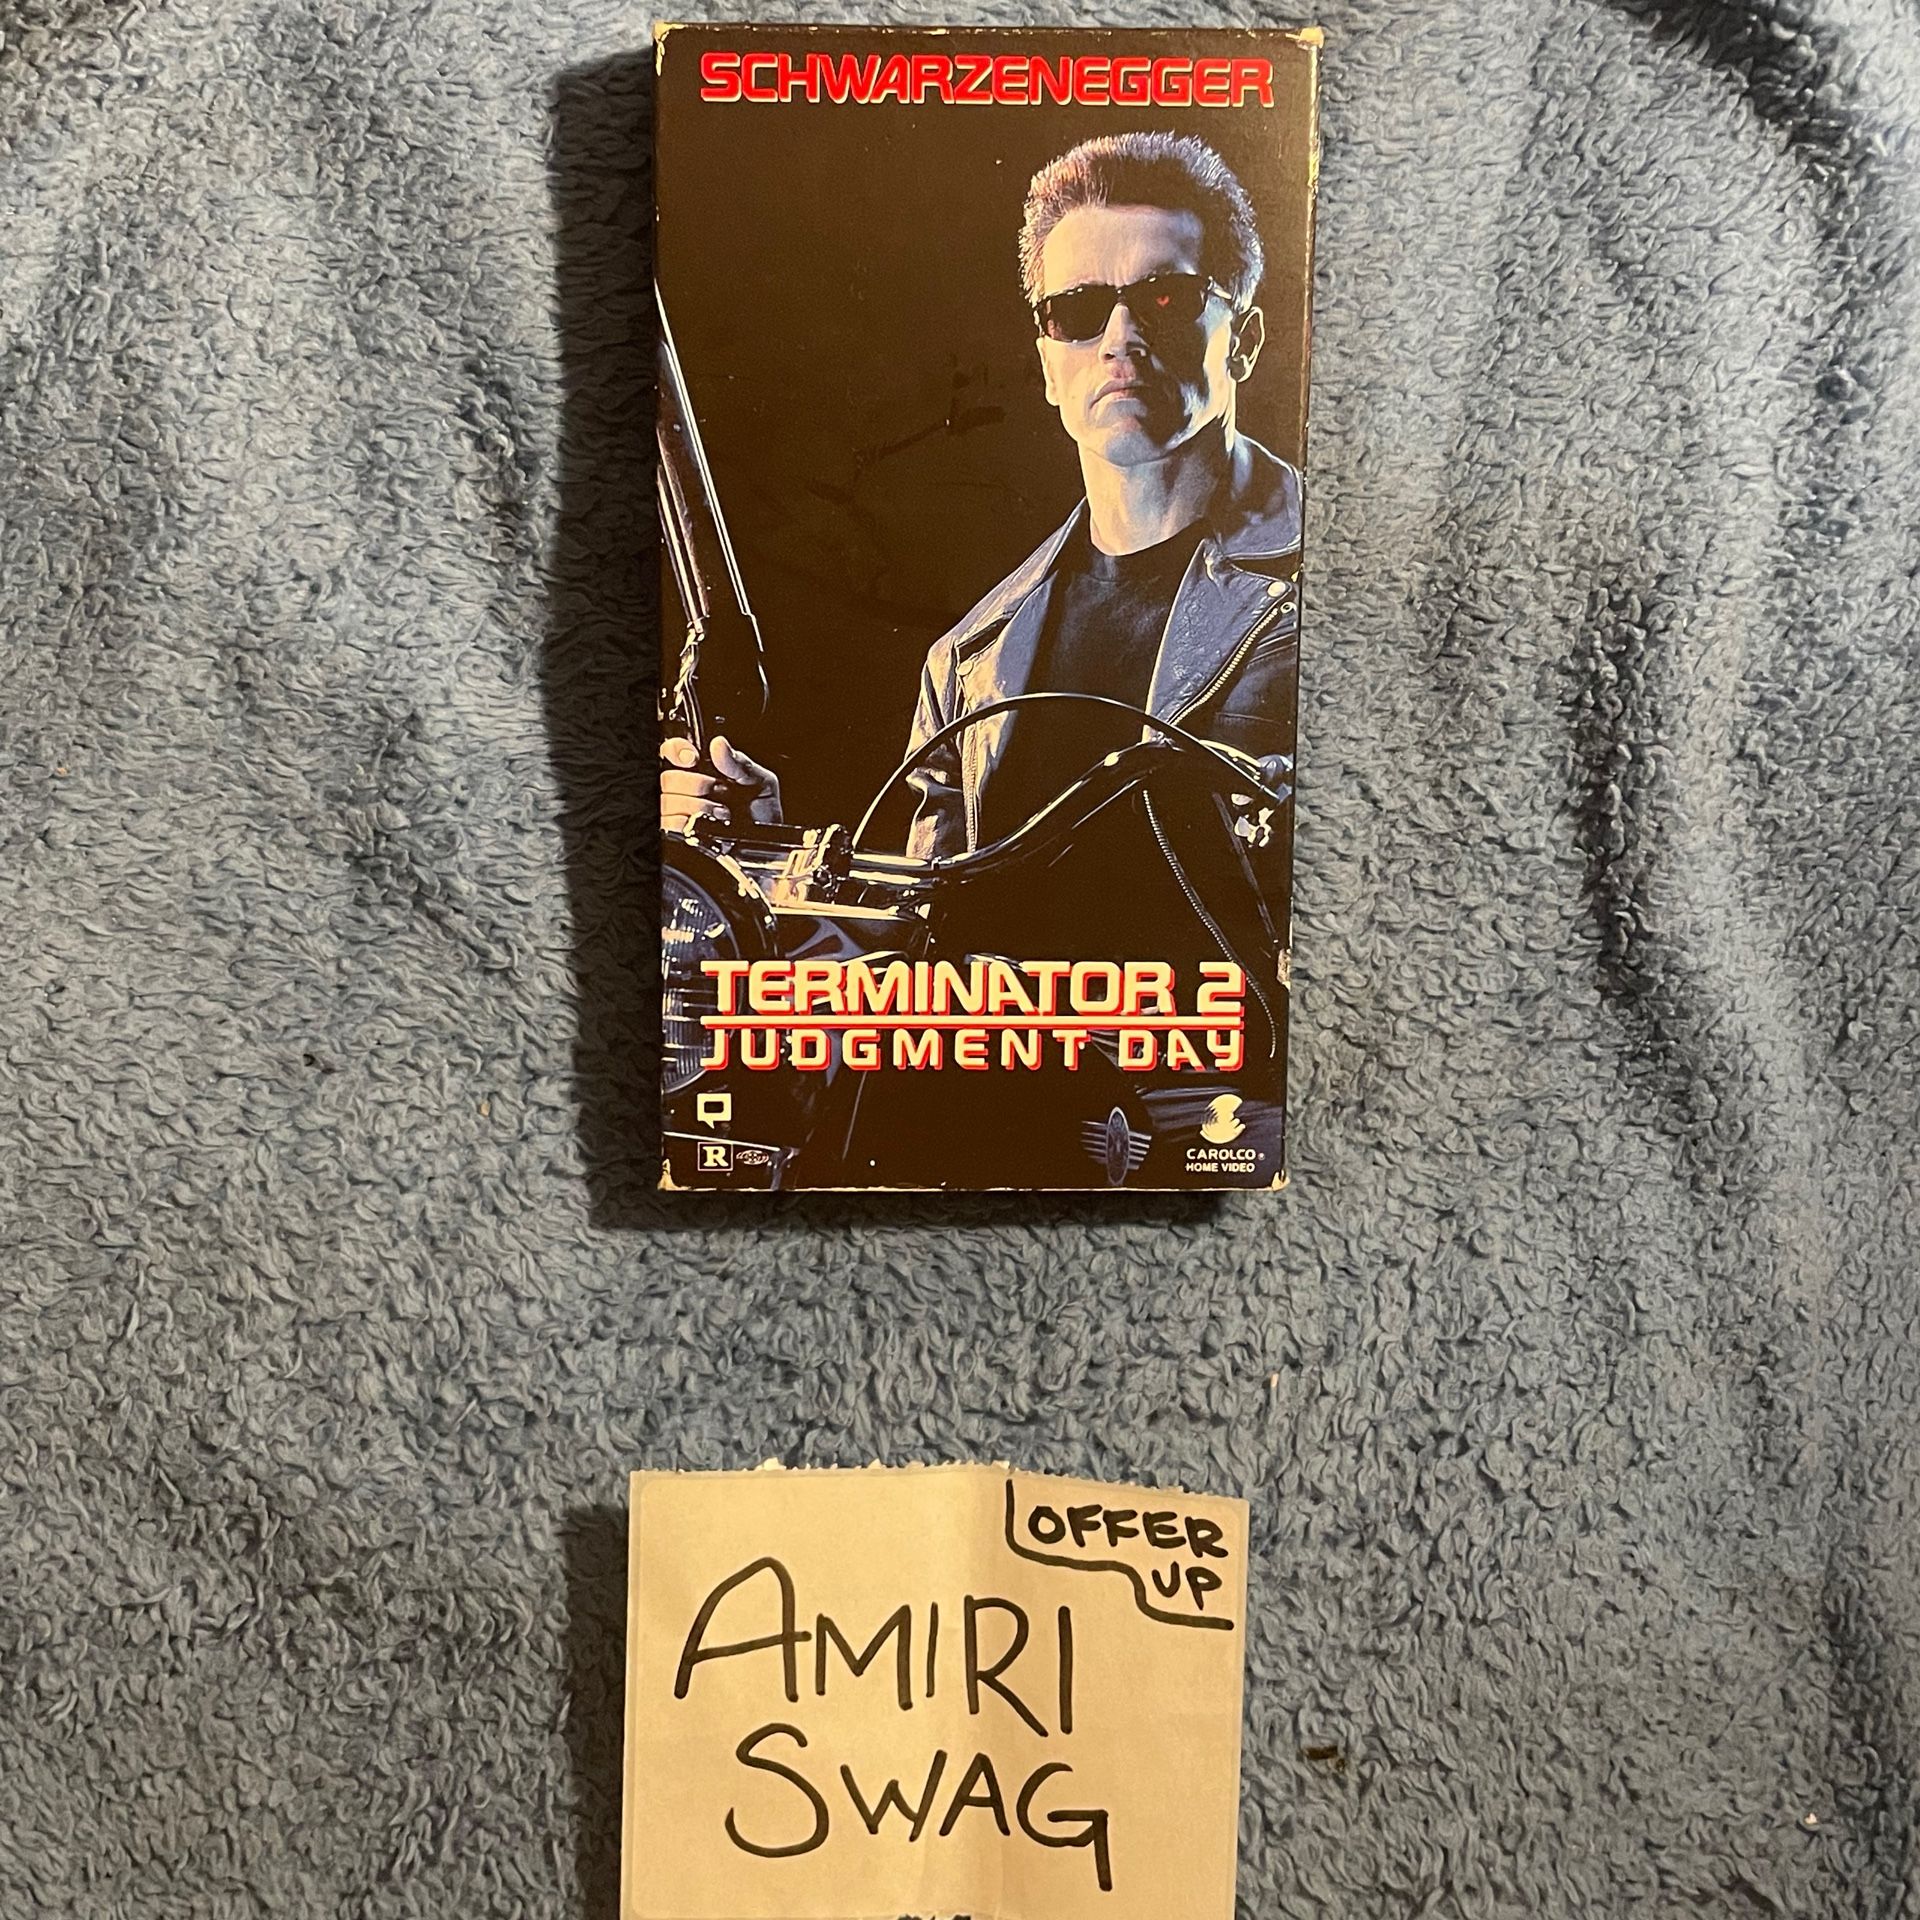 SCHWARZENEGGER
TERMINATOR 2
JUDGMENT DAY
R
CAROLCO®
HOME VIDEO
OFFER
UP
AMIRI
SWAG